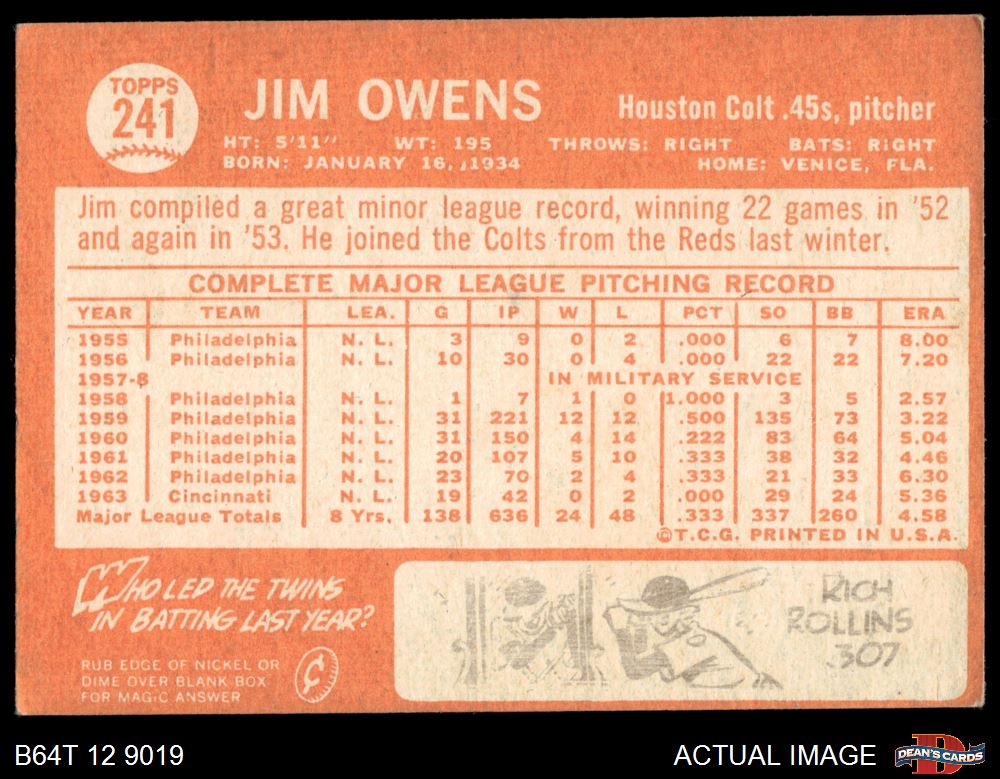 TOPPS
241
JIM OWENS
Houston Colt .45s, pitcher
HT: 5'11" WT: 195 THROWS: RIGHT BATS: RIGHT
BORN: JANUARY 16, 1934 HOME: VENICE, FLA.
Jim compiled a great minor league record, winning 22 games in '52
and again in '53. He joined the Colts from the Reds last winter.
COMPLETE MAJOR LEAGUE PITCHING RECORD
YEAR TEAM LEA. G IP W L PCT SO BB ERA
1955 Philadelphia N. L. 3 9 0 2 .000 6 7 8.00
1956 Philadelphia N. L. 10 30 0 4 .000 22 22 7.20
1957-8 IN MILITARY SERVICE
1958 Philadelphia N. L. 1 7 1 0 1.000 3 5 2.57
1959 Philadelphia N. L. 31 221 12 12 .500 135 73 3.22
1960 Philadelphia N. L. 31 150 4 14 .222 83 64 5.04
1961 Philadelphia N. L. 20 107 5 10 .333 38 32 4.46
1962 Philadelphia N. L. 23 70 2 4 .333 21 33 6.30
1963 Cincinnati N. L. 19 42 0 2 .000 29 24 5.36
Major League Totals 8 Yrs. 138 636 24 48 .333 337 260 4.58
T.C.G. PRINTED IN U.S.A.
WHO LED THE TWINS
IN BATTING LAST YEAR?
RUB EDGE OF NICKEL OR
DIME OVER BLANK BOX
FOR MAGIC ANSWER
¢
RICH
ROLLINS
.307
B64T 12 9019
ACTUAL IMAGE
DEAN'S CARDS